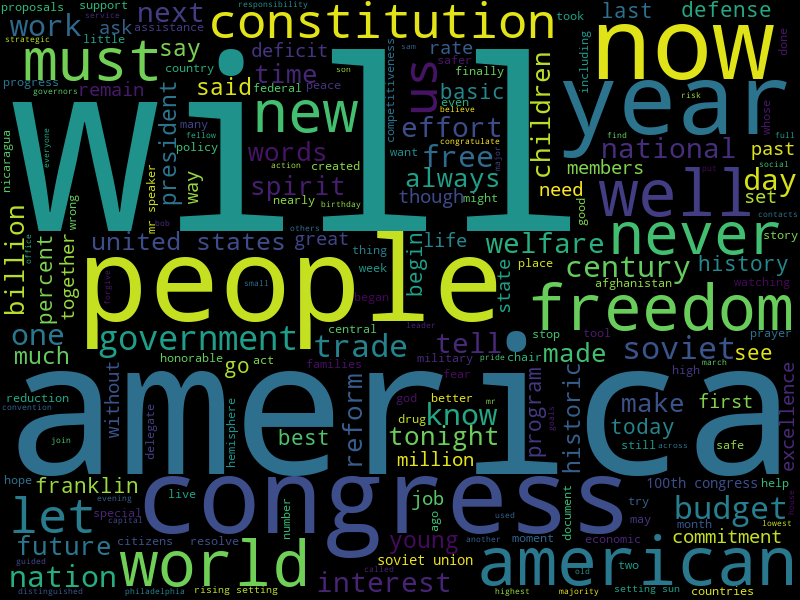 proposals support
service
responsibility
work ask next
assistance
constitution
took
last defense
strategic
little
must say deficit rate
now
progress country time
safer
finally
including
done
governors
remain said federal peace
son
sam
competitiveness
us
basic
even
believe
children
year
risk
whose
will
president
many
new
policy
effort
want
congratulate
major
free
find
full
national
past
nicaragua
everyone
words
action created
way
spirit
always
members
social
put
well
day
mr speaker
nearly
birthday
though
might
need
good
set
contacts
wrong
bob
others
never
story
billion
office
percent
together
united states great
thing
life
begin
welfare
century
history
people
week
state
place
afghanistan
watching
forgive
small
began
freedom
one
government
central
trade
leader
tell
stop
tool
prayer
much
honorable
go act
military
pride
chair
made
soviet see
march
families
fear
high
america
reduction
without
god better
mr
drug
know
program
goals
historic
make
first
excellence
convention
delegate
hemisphere
best
reform
tonight
today
join
million
still across safe
hope
franklin
congress
100th congress help
evening
live
job
try
house
let
special
capital
number
ago
document
month lowest
budget
used
may
future
citizens resolve
young
another
moment
economic
commitment
guided
called
soviet union
old
two
nation
world
interest
american
majority
distinguished
philadelphia rising setting
highest
setting sun countries